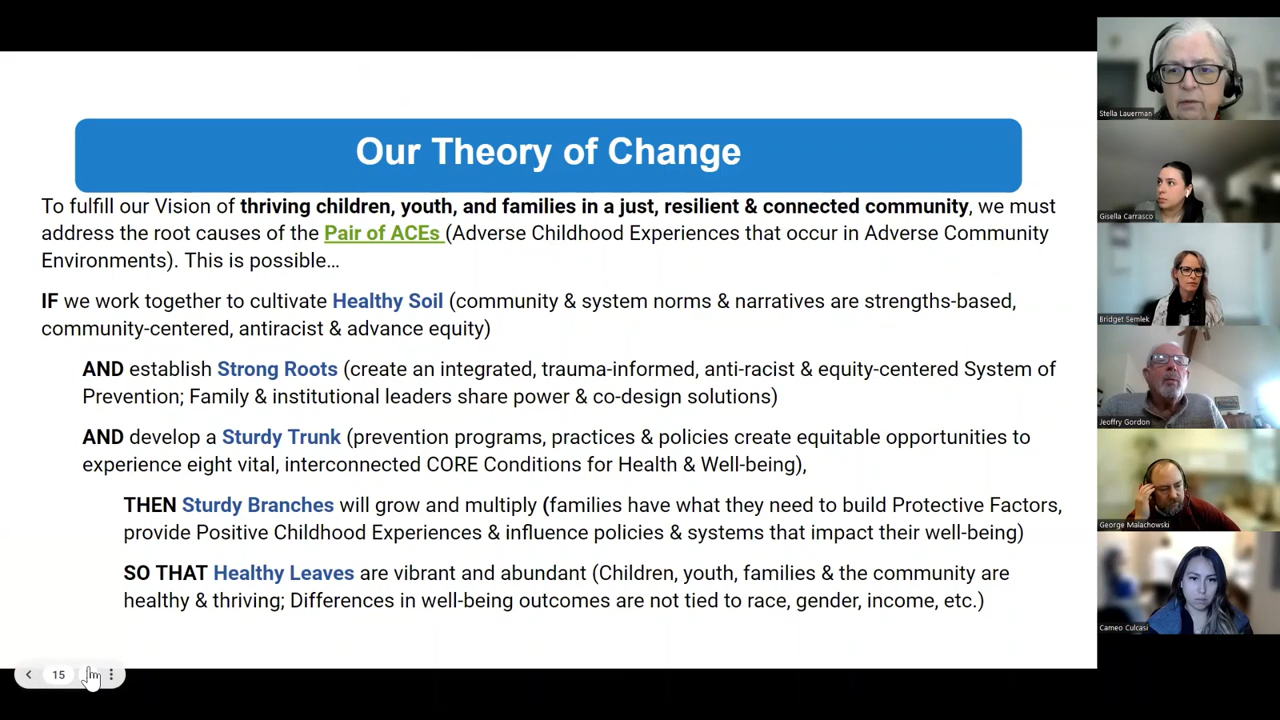 Our Theory of Change
To fulfill our Vision of thriving children, youth, and families in a just, resilient & connected community, we must
address the root causes of the Pair of ACEs (Adverse Childhood Experiences that occur in Adverse Community
Environments). This is possible…
IF we work together to cultivate Healthy Soil (community & system norms & narratives are strengths-based,
community-centered, antiracist & advance equity)
AND establish Strong Roots (create an integrated, trauma-informed, anti-racist & equity-centered System of
Prevention; Family & institutional leaders share power & co-design solutions)
AND develop a Sturdy Trunk (prevention programs, practices & policies create equitable opportunities to
experience eight vital, interconnected CORE Conditions for Health & Well-being),
THEN Sturdy Branches will grow and multiply (families have what they need to build Protective Factors,
provide Positive Childhood Experiences & influence policies & systems that impact their well-being)
SO THAT Healthy Leaves are vibrant and abundant (Children, youth, families & the community are
healthy & thriving; Differences in well-being outcomes are not tied to race, gender, income, etc.)
15
Stella Lauerman
Gisella Carrasco
Bridget Semlek
Jeoffry Gordon
George Malachowski
Cameo Culcasi